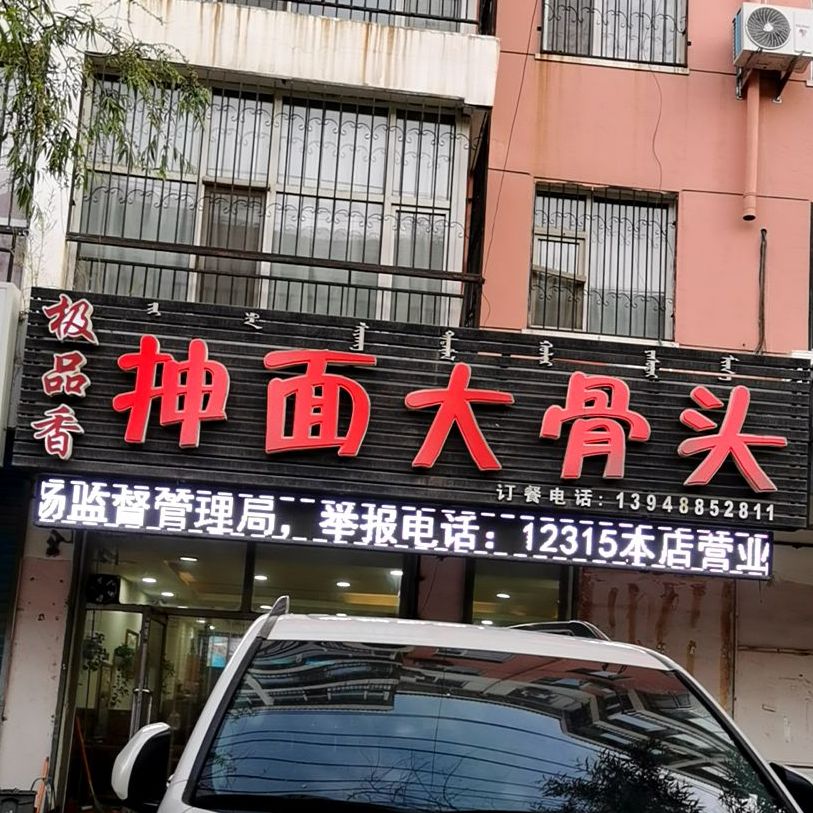 极品香
抻面大骨头
订餐电话：13948852811
场监督管理局，举报电话：12315本店营业